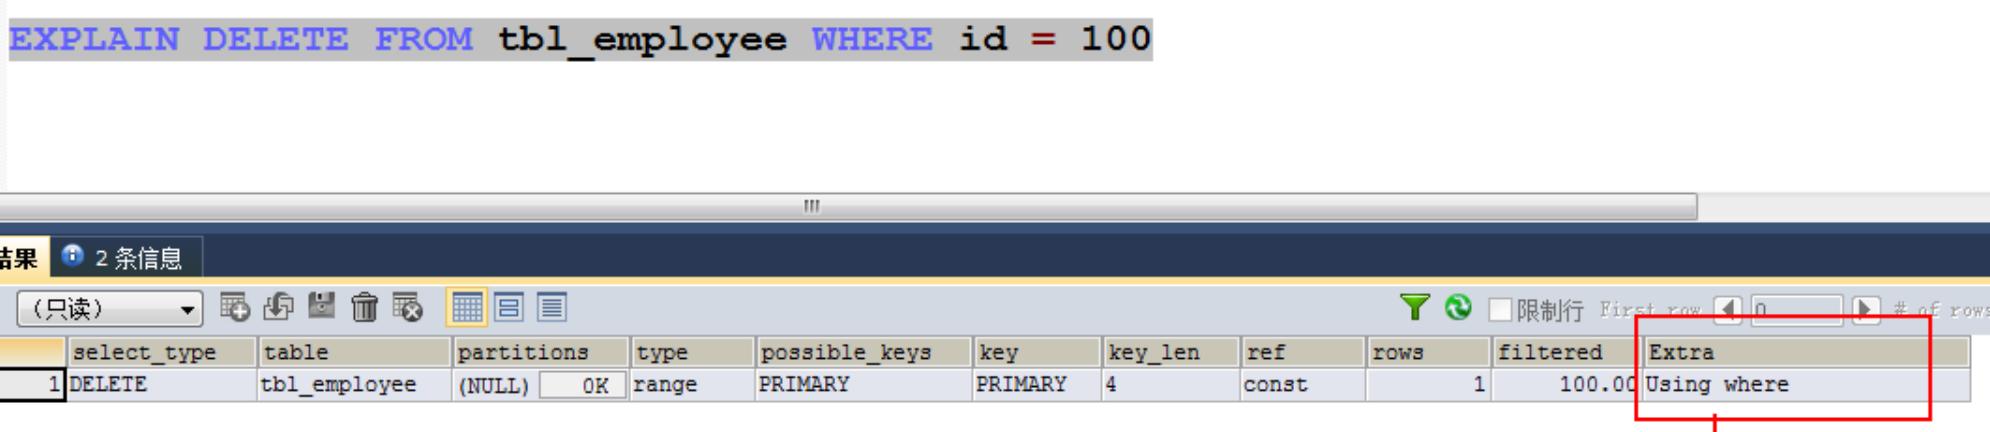 EXPLAIN DELETE FROM tbl_employee WHERE id = 100
结果 2 条信息
(只读) 限制行 First row 0 # of rows
select_type table partitions type possible_keys key key_len ref rows filtered Extra
1 DELETE tbl_employee (NULL) 0K range PRIMARY PRIMARY 4 const 1 100.00 Using where